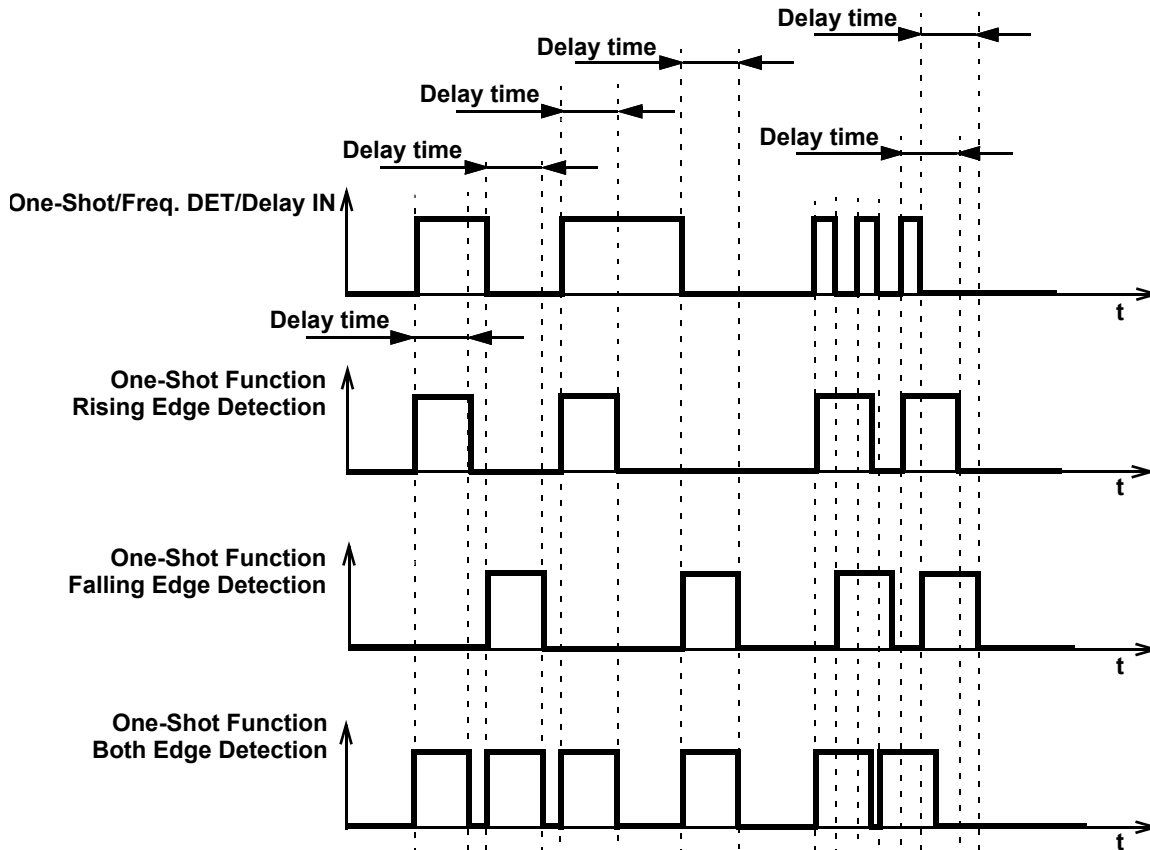 Delay time
Delay time
Delay time
Delay time
Delay time
One-Shot/Freq. DET/Delay IN
t
Delay time
One-Shot Function
Rising Edge Detection
t
One-Shot Function
Falling Edge Detection
t
One-Shot Function
Both Edge Detection
t